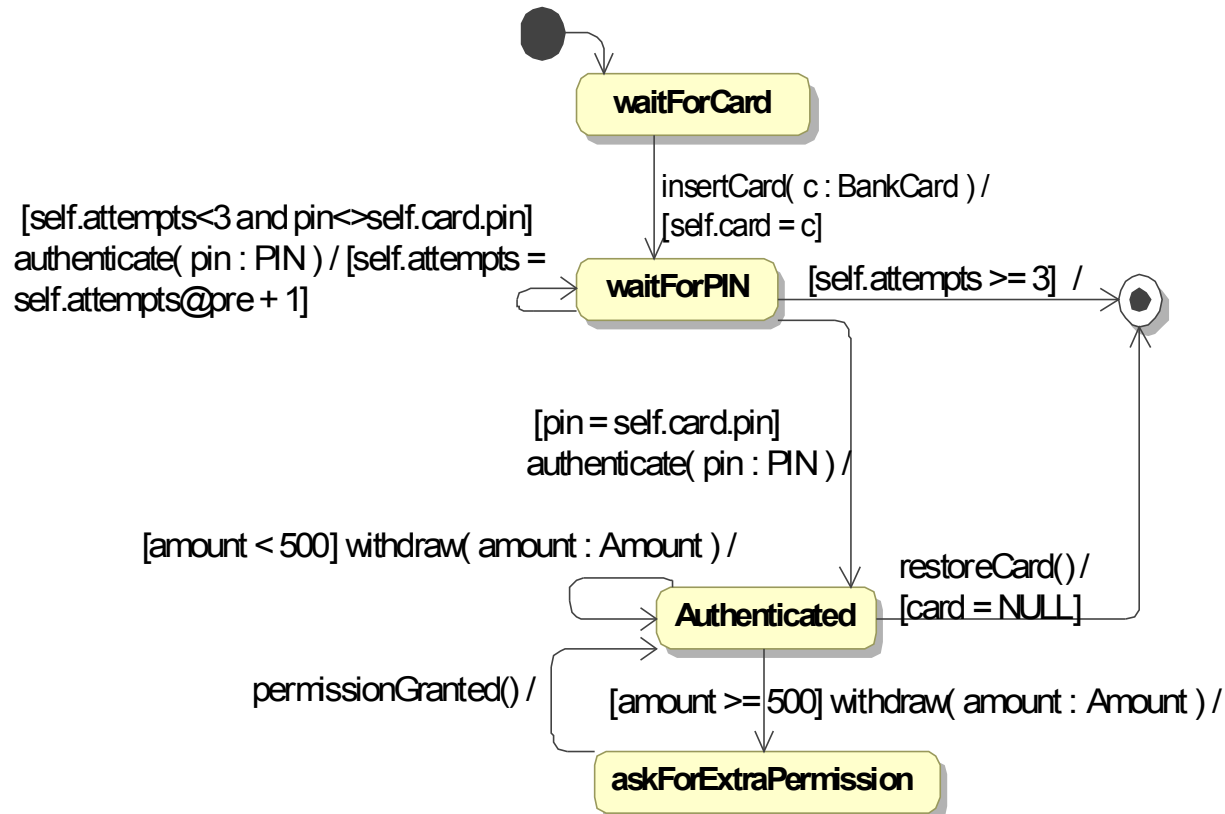 waitForCard
insertCard( c : BankCard ) /
[self.card = c]
[self.attempts<3 and pin<>self.card.pin]
authenticate( pin : PIN ) / [self.attempts =
self.attempts@pre + 1]
waitForPIN
[self.attempts >= 3] /
[pin = self.card.pin]
authenticate( pin : PIN ) /
[amount < 500] withdraw( amount : Amount ) /
restoreCard() /
[card = NULL]
Authenticated
permissionGranted() /
[amount >= 500] withdraw( amount : Amount ) /
askForExtraPermission